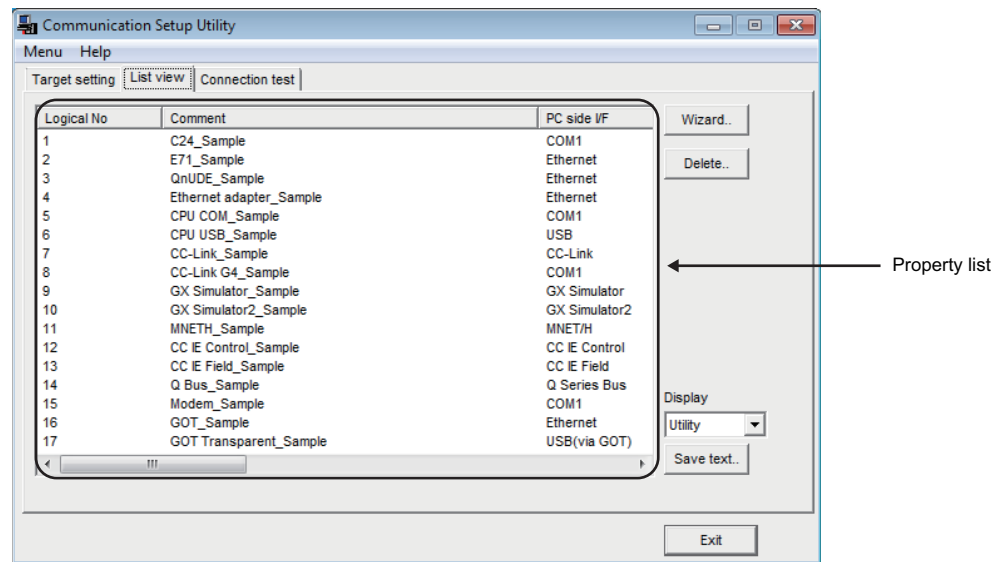 Communication Setup Utility
Menu Help
Target setting List view Connection test
Logical No Comment PC side I/F
1 C24_Sample COM1
2 E71_Sample Ethernet
3 QnUDE_Sample Ethernet
4 Ethernet adapter_Sample Ethernet
5 CPU COM_Sample COM1
6 CPU USB_Sample USB
7 CC-Link_Sample CC-Link
8 CC-Link G4_Sample COM1
9 GX Simulator_Sample GX Simulator
10 GX Simulator2_Sample GX Simulator2
11 MNETH_Sample MNET/H
12 CC IE Control_Sample CC IE Control
13 CC IE Field_Sample CC IE Field
14 Q Bus_Sample Q Series Bus
15 Modem_Sample COM1
16 GOT_Sample Ethernet
17 GOT Transparent_Sample USB(via GOT)
Wizard..
Delete..
Property list
Display
Utility
Save text..
Exit